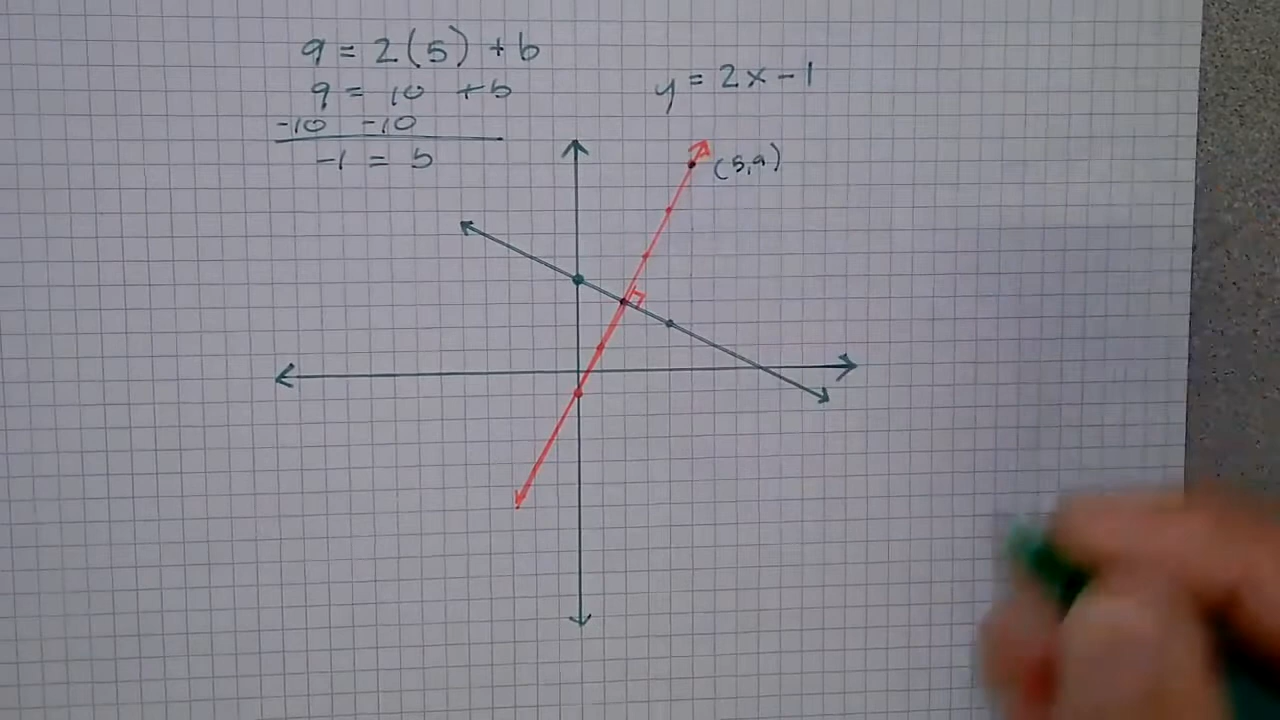 9 = 2(5) + b
9 = 10 + b
-10 -10
-1 = b
y = 2x - 1
(5,9)